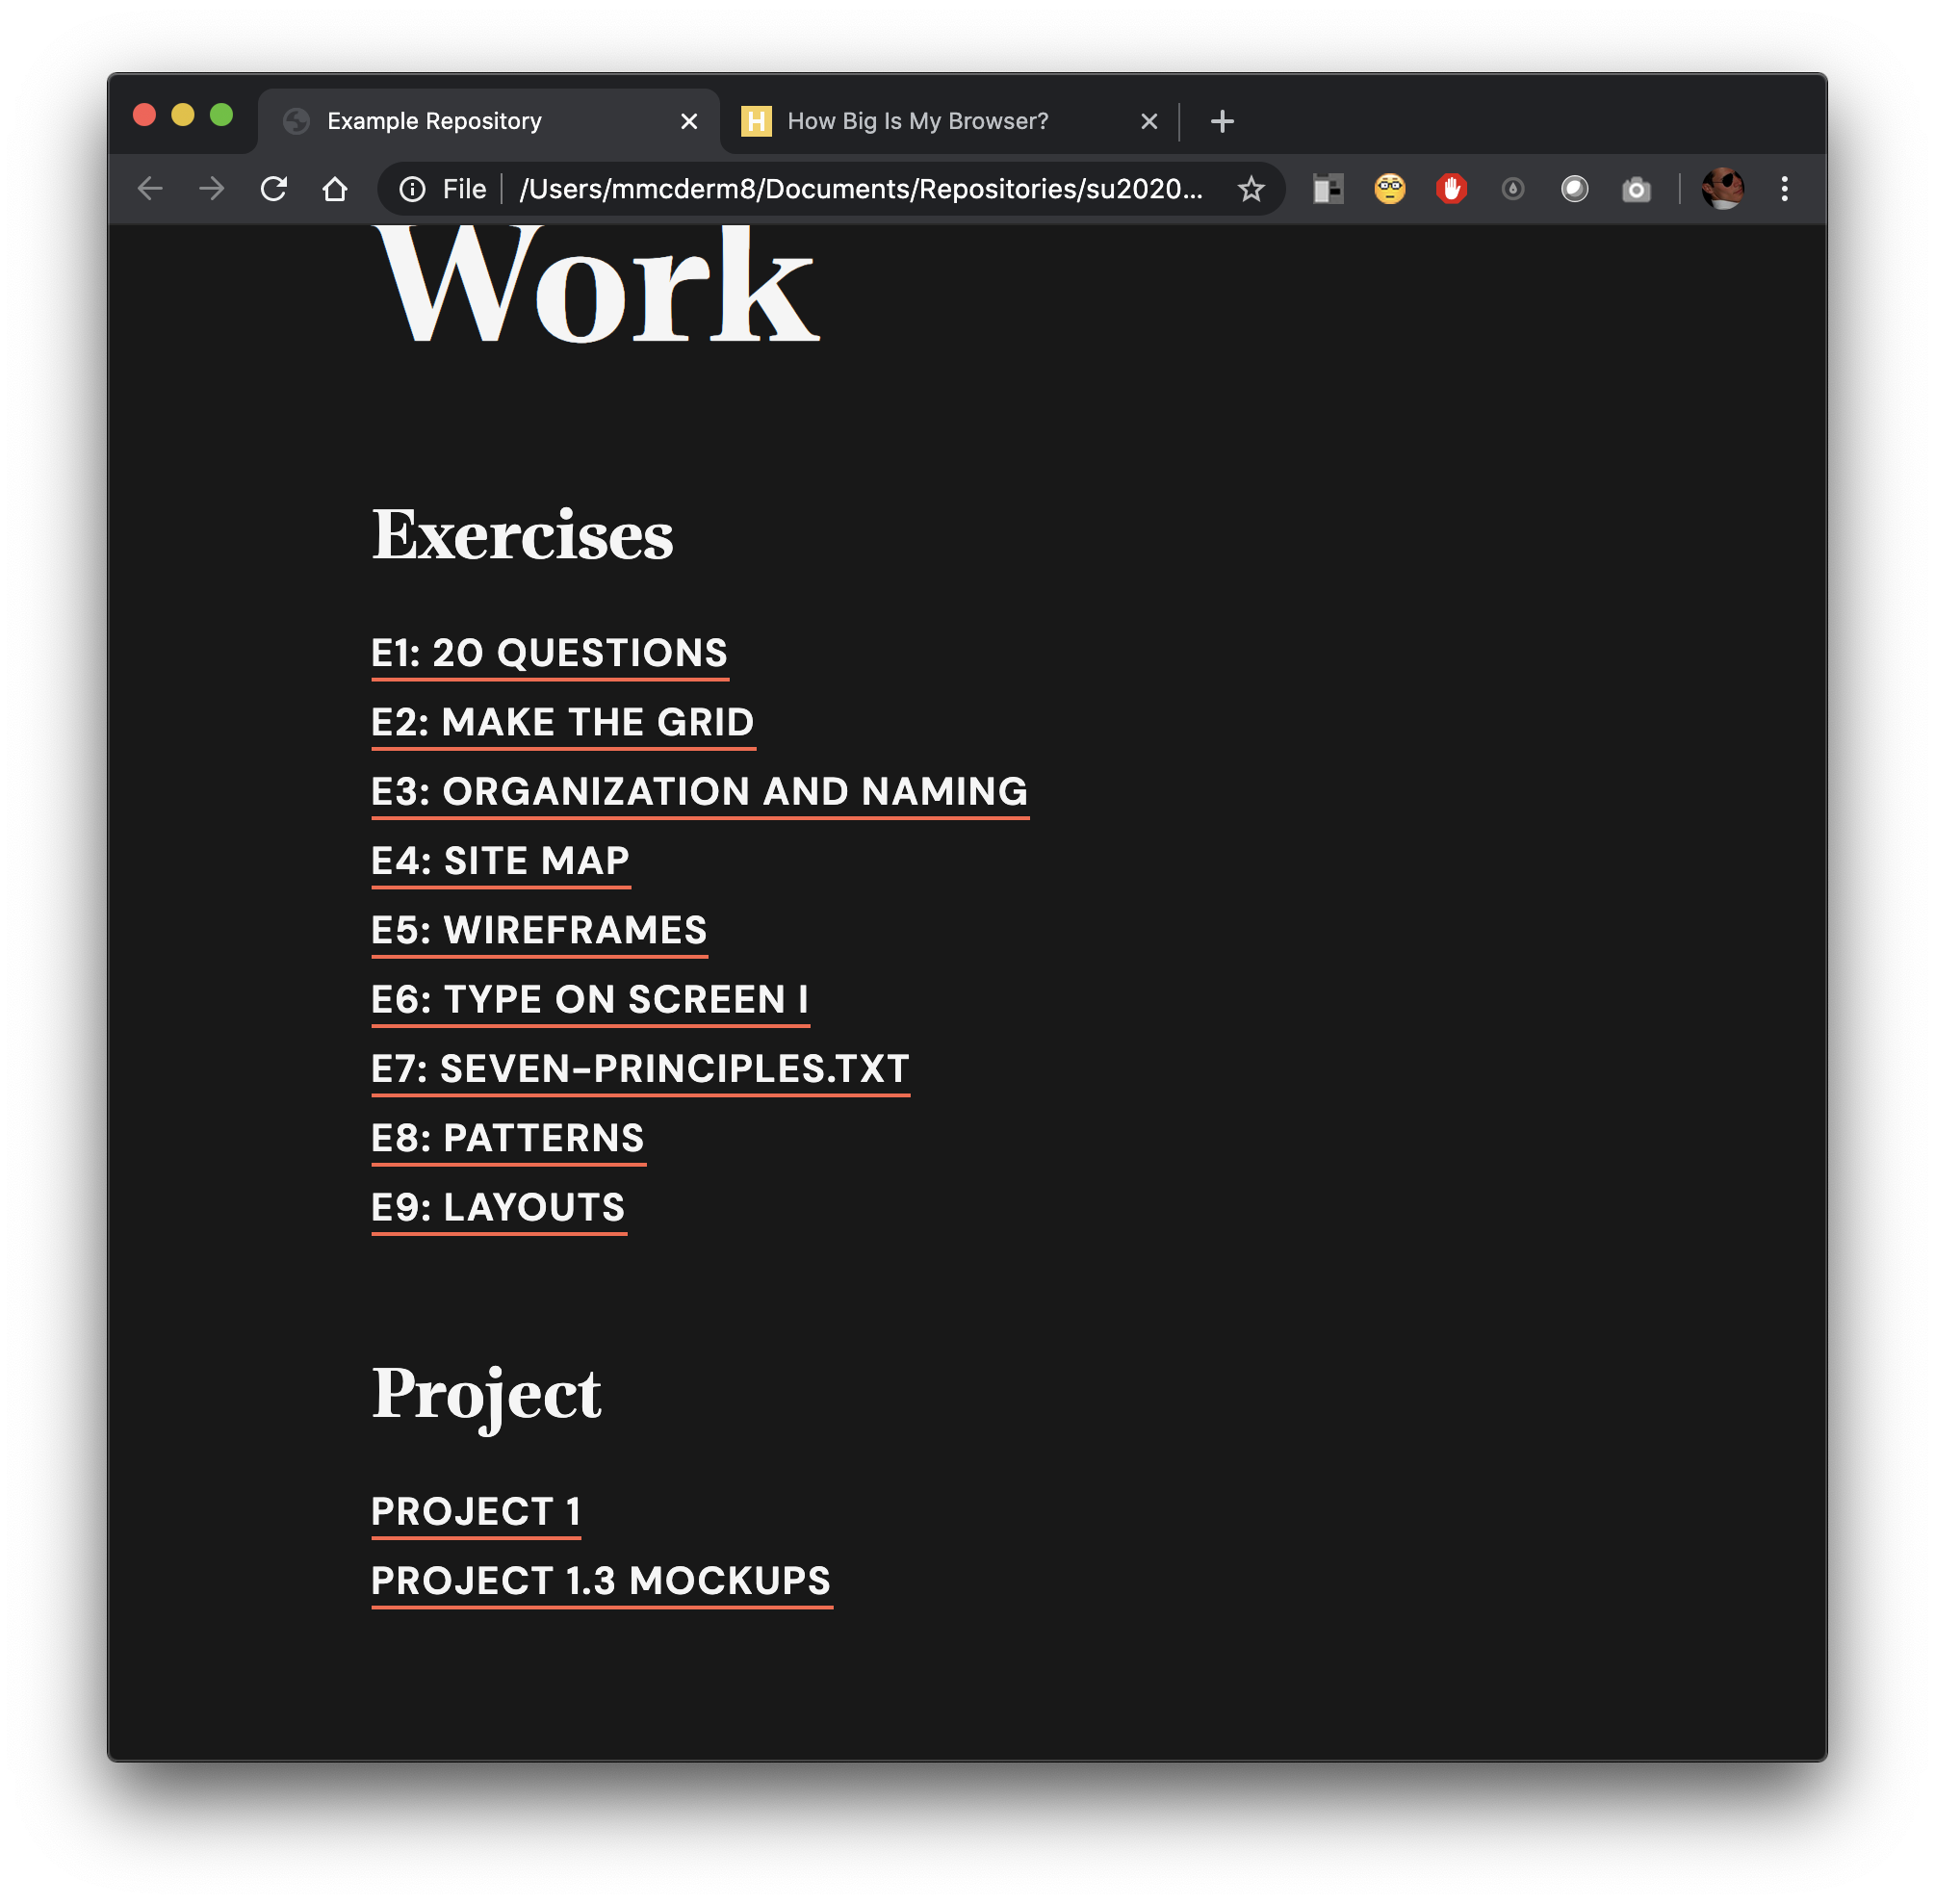 Example Repository
H How Big Is My Browser?
File /Users/mmcderm8/Documents/Repositories/su2020...
Work
Exercises
E1: 20 QUESTIONS
E2: MAKE THE GRID
E3: ORGANIZATION AND NAMING
E4: SITE MAP
E5: WIREFRAMES
E6: TYPE ON SCREEN I
E7: SEVEN-PRINCIPLES.TXT
E8: PATTERNS
E9: LAYOUTS
Project
PROJECT 1
PROJECT 1.3 MOCKUPS